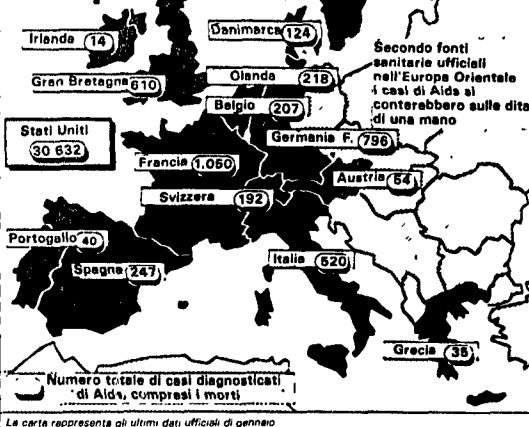 Irlanda 14
Danimarca 124
Gran Bretagna 610
Olanda 218
Belgio 207
Secondo fonti
sanitarie ufficiali
nell'Europa Orientale
i casi di Aids si
conterebbero sulle dita
di una mano
Stati Uniti
30 632
Germania F. 796
Francia 1.050
Austria 54
Svizzera 192
Portogallo 40
Spagna 247
Italia 520
Grecia 35
Numero totale di casi diagnosticati
di Aids, compresi i morti
La carta rappresenta gli ultimi dati ufficiali di gennaio